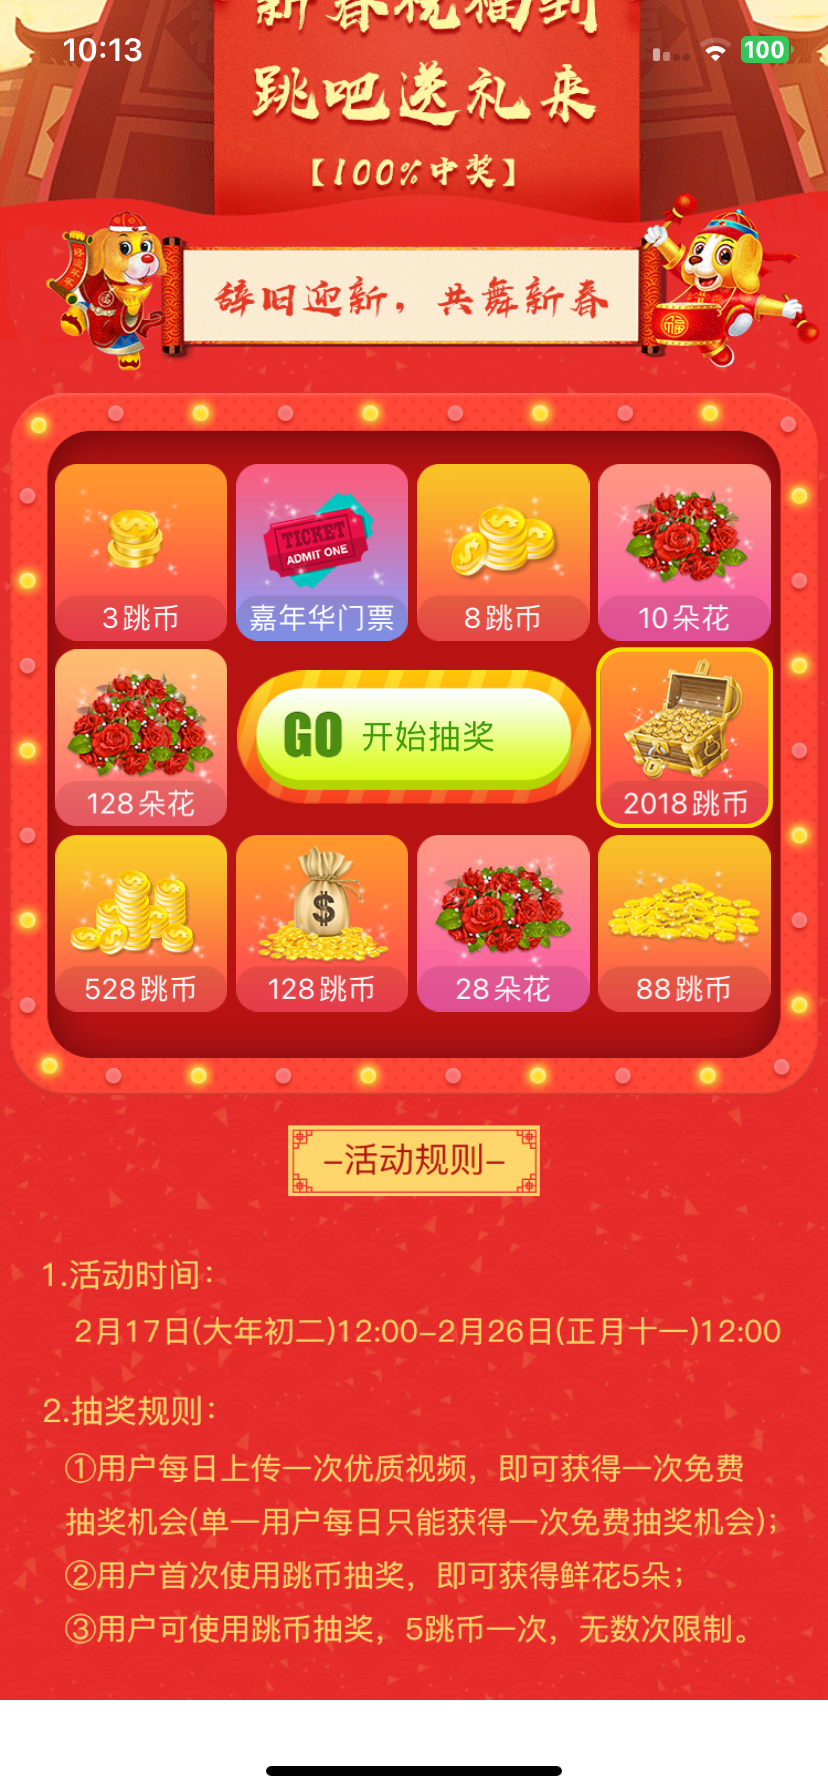 新春祝福到
10:13
100
跳吧送礼来
【100%中奖】
辞旧迎新，共舞新春
福
TICKET
ADMIT ONE
3跳币
嘉年华门票
8跳币
10朵花
128朵花
GO 开始抽奖
2018跳币
$
528跳币
128跳币
28朵花
88跳币
-活动规则-
1.活动时间：
2月17日(大年初二)12:00-2月26日(正月十一)12:00
2.抽奖规则：
①用户每日上传一次优质视频，即可获得一次免费
抽奖机会(单一用户每日只能获得一次免费抽奖机会)；
②用户首次使用跳币抽奖，即可获得鲜花5朵；
③用户可使用跳币抽奖，5跳币一次，无数次限制。